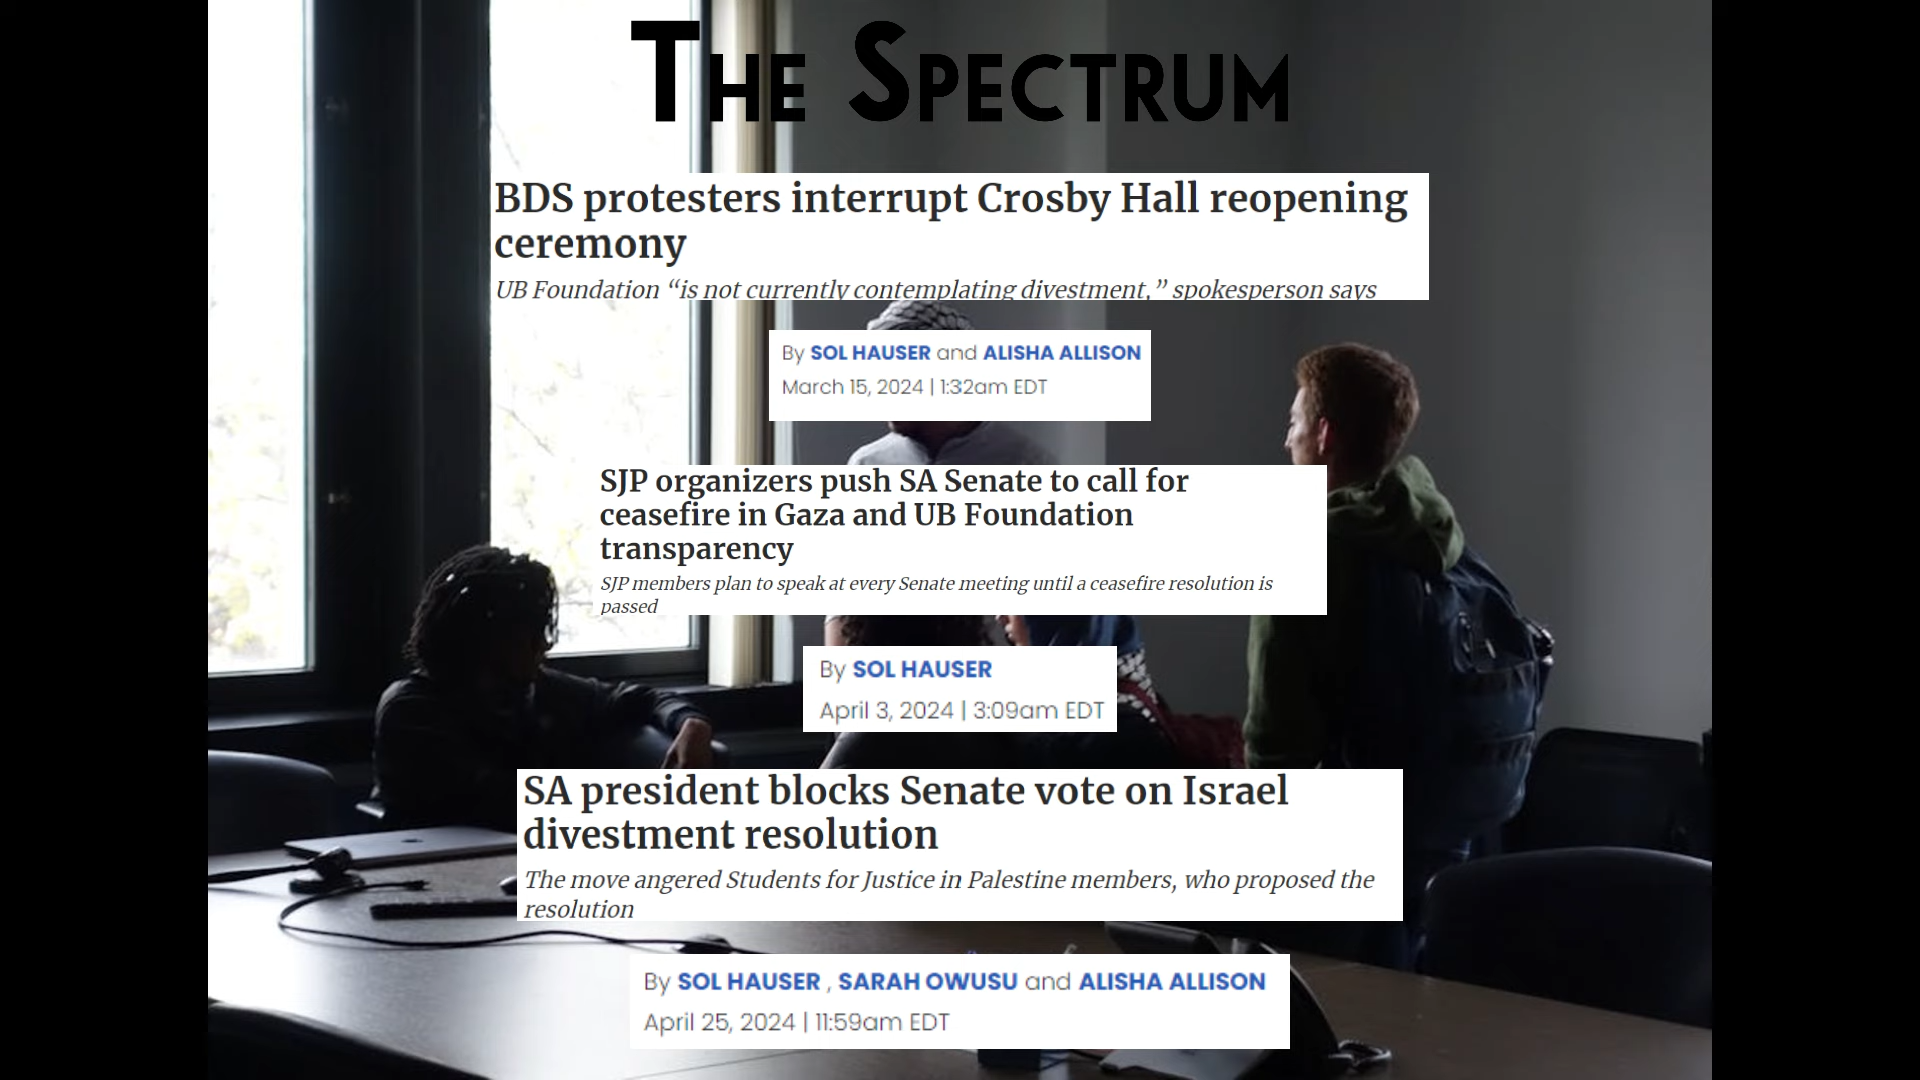 THE SPECTRUM
BDS protesters interrupt Crosby Hall reopening
ceremony
UB Foundation “is not currently contemplating divestment,” spokesperson says
By SOL HAUSER and ALISHA ALLISON
March 15, 2024 | 1:32am EDT
SJP organizers push SA Senate to call for
ceasefire in Gaza and UB Foundation
transparency
SJP members plan to speak at every Senate meeting until a ceasefire resolution is
passed
By SOL HAUSER
April 3, 2024 | 3:09am EDT
SA president blocks Senate vote on Israel
divestment resolution
The move angered Students for Justice in Palestine members, who proposed the
resolution
By SOL HAUSER , SARAH OWUSU and ALISHA ALLISON
April 25, 2024 | 11:59am EDT